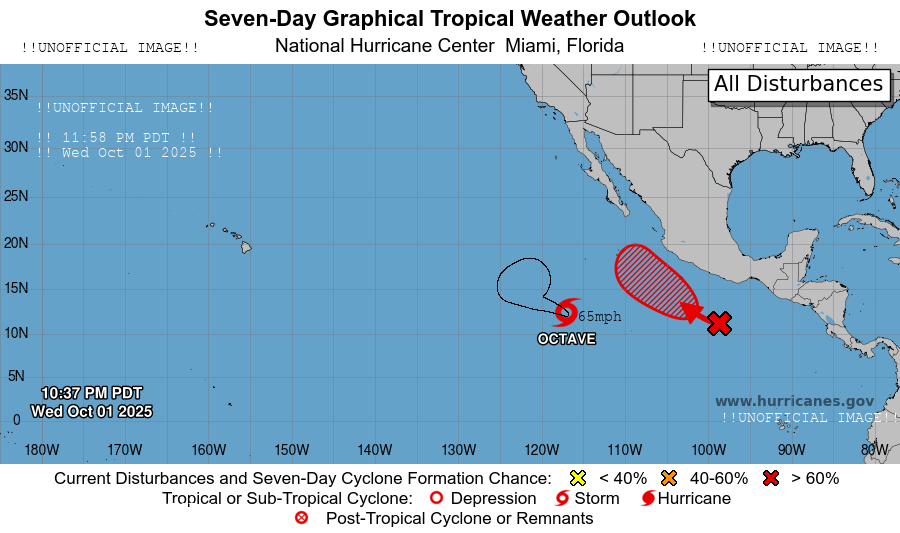 Seven-Day Graphical Tropical Weather Outlook
!!UNOFFICIAL IMAGE!! National Hurricane Center Miami, Florida !!UNOFFICIAL IMAGE!!
All Disturbances
35N
!!UNOFFICIAL IMAGE!!
!! 11:58 PM PDT !!
30N
!! Wed Oct 01 2025 !!
25N
20N
15N
65mph
10N
OCTAVE
5N
10:37 PM PDT
Wed Oct 01 2025
www.hurricanes.gov
0
!!UNOFFICIAL IMAGE!!
180W 170W 160W 150W 140W 130W 120W 110W 100W 90W 80W
Current Disturbances and Seven-Day Cyclone Formation Chance: < 40% 40-60% > 60%
Tropical or Sub-Tropical Cyclone: Depression Storm Hurricane
Post-Tropical Cyclone or Remnants